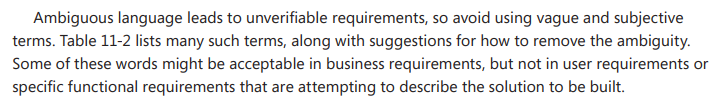 Ambiguous language leads to unverifiable requirements, so avoid using vague and subjective
terms. Table 11-2 lists many such terms, along with suggestions for how to remove the ambiguity.
Some of these words might be acceptable in business requirements, but not in user requirements or
specific functional requirements that are attempting to describe the solution to be built.